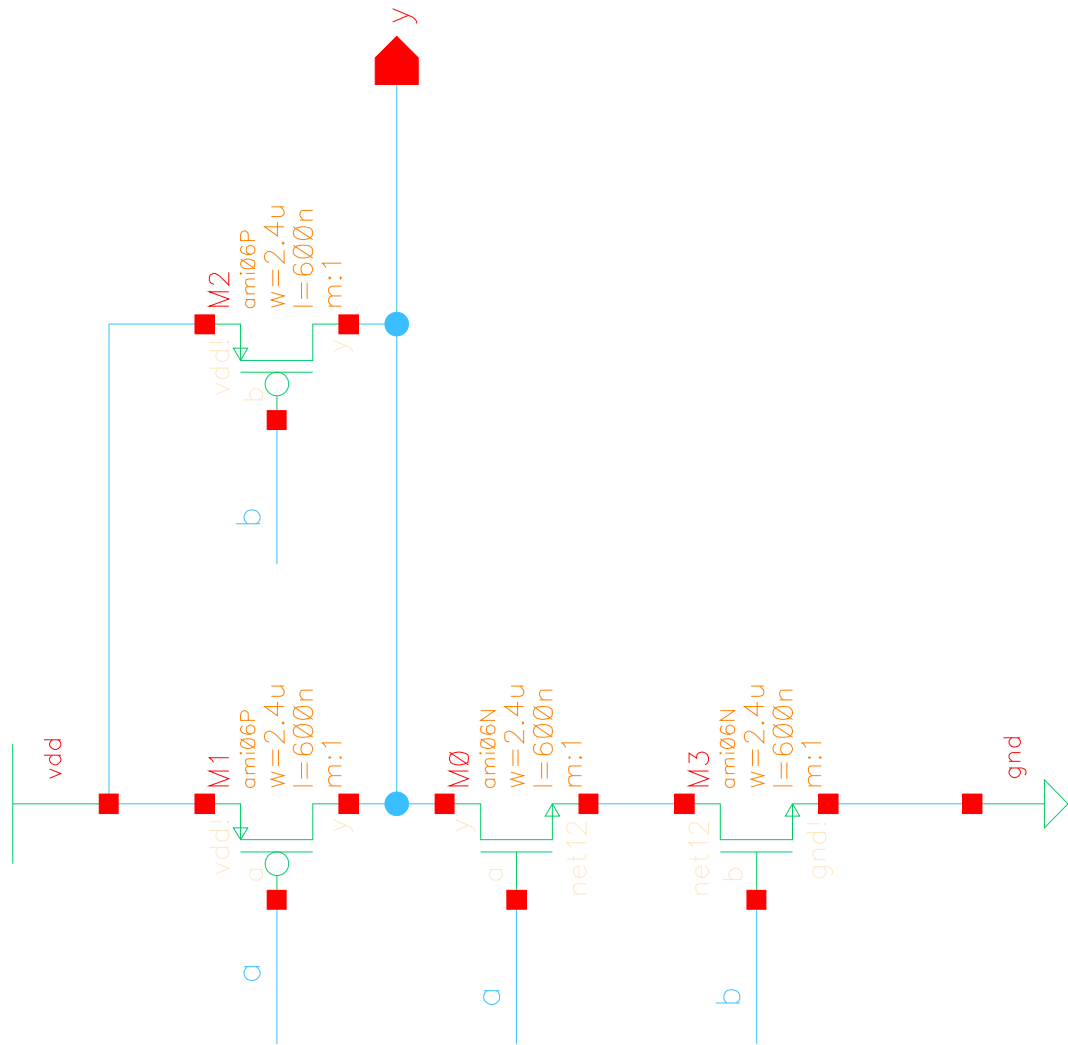 y
M2
ami06P
w=2.4u
l=600n
m:1
vdd!
b
y
b
vdd
M1
ami06P
w=2.4u
l=600n
m:1
vdd!
a
y
a
M0
ami06N
w=2.4u
l=600n
m:1
y
a
net12
a
M3
ami06N
w=2.4u
l=600n
m:1
net12
b
gnd!
b
gnd